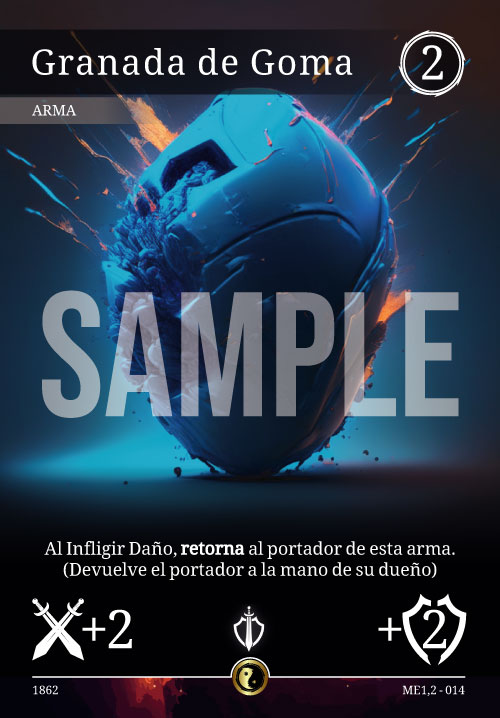 Granada de Goma
2
ARMA
SAMPLE
Al Infligir Daño, retorna al portador de esta arma.
(Devuelve el portador a la mano de su dueño)
+2
+2
1862
ME1,2 - 014